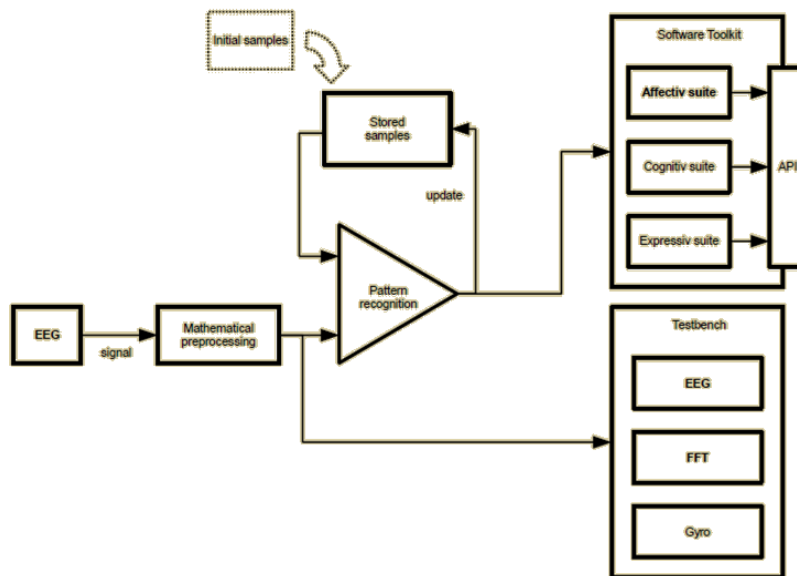 Initial samples
Stored
samples
update
Pattern
recognition
EEG
signal
Mathematical
preprocessing
Software Toolkit
Affectiv suite
Cognitiv suite
Expressiv suite
API
Testbench
EEG
FFT
Gyro